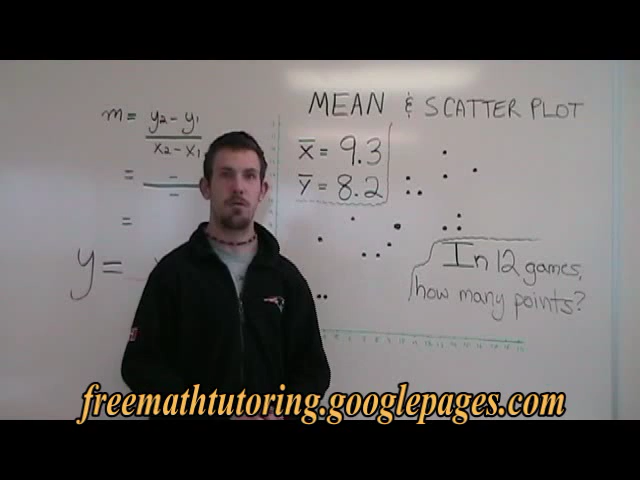 MEAN & SCATTER PLOT
m = y₂ - y₁
x₂ - x₁
= -
-
=
y =
x̅ = 9.3
y̅ = 8.2
In 12 games,
how many points?
freemathtutoring.googlepages.com